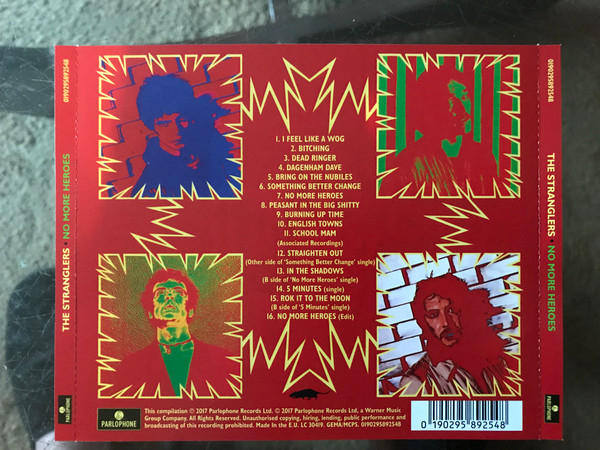 THE STRANGLERS • NO MORE HEROES
0190295892548
PARLOPHONE
1. I FEEL LIKE A WOG
2. BITCHING
3. DEAD RINGER
4. DAGENHAM DAVE
5. BRING ON THE NUBILES
6. SOMETHING BETTER CHANGE
7. NO MORE HEROES
8. PEASANT IN THE BIG SHITTY
9. BURNING UP TIME
10. ENGLISH TOWNS
11. SCHOOL MAM
(Associated Recordings)
12. STRAIGHTEN OUT
(Other side of 'Something Better Change' single)
13. IN THE SHADOWS
(B side of 'No More Heroes' single)
14. 5 MINUTES (single)
15. ROK IT TO THE MOON
(B side of '5 Minutes' single)
16. NO MORE HEROES (Edit)
PARLOPHONE
This compilation ℗ 2017 Parlophone Records Ltd. © 2017 Parlophone Records Ltd, a Warner Music
Group Company. All Rights Reserved. Unauthorised copying, hiring, lending, public performance and
broadcasting of this recording prohibited. Made in the E.U. LC 30419. GEMA/MCPS. 0190295892548
0 190295 892548
0190295892548
THE STRANGLERS • NO MORE HEROES
PARLOPHONE